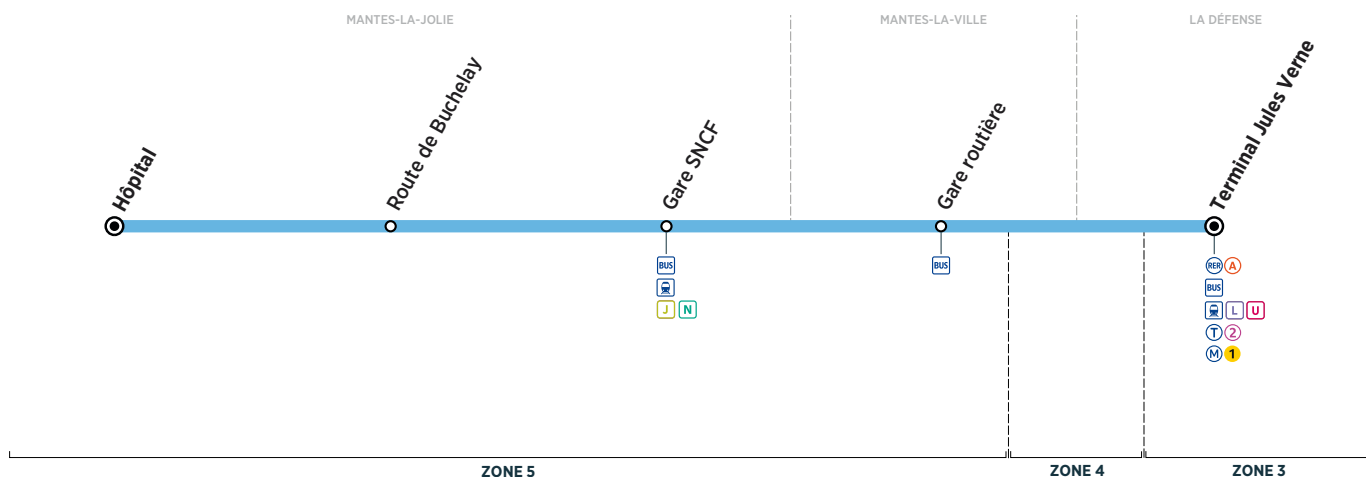 MANTES-LA-JOLIE
MANTES-LA-VILLE
LA DÉFENSE
Hôpital
Route de Buchelay
Gare SNCF
Gare routière
Terminal Jules Verne
BUS
J N
BUS
RER A
BUS
L U
T 2
M 1
ZONE 5
ZONE 4
ZONE 3